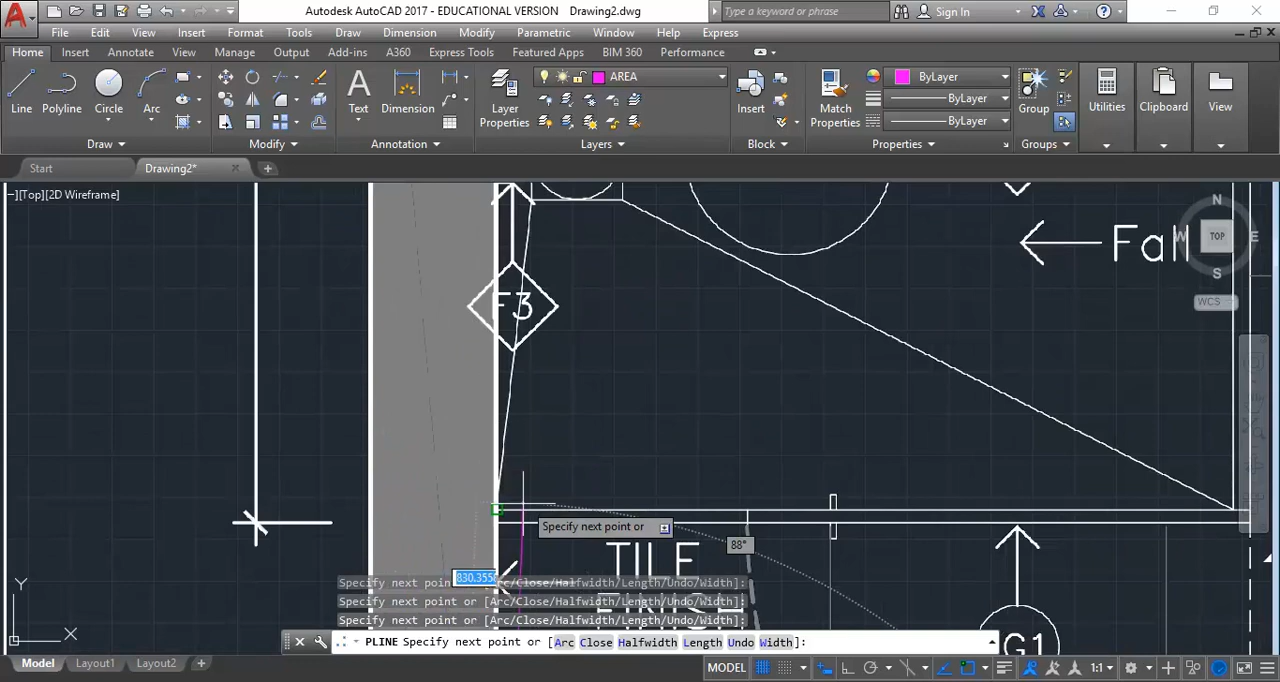 Autodesk AutoCAD 2017 - EDUCATIONAL VERSION Drawing2.dwg
Type a keyword or phrase
Sign In
File Edit View Insert Format Tools Draw Dimension Modify Parametric Window Help Express
Home Insert Annotate View Manage Output Add-ins A360 Express Tools Featured Apps BIM 360 Performance
AREA
ByLayer
ByLayer
ByLayer
Line Polyline Circle Arc
Text Dimension
Layer Properties
Insert
Match Properties
Group
Utilities
Clipboard
View
Draw Modify Annotation Layers Block Properties Groups
Start Drawing2*
–][Top][2D Wireframe]
N
W TOP E
S
WCS
Fall
F3
Specify next point or
88°
TILE
FINISH
G1
830.355
Specify next poin Arc/Close/Halfwidth/Length/Undo/Width]:
Specify next point or [Arc/Close/Halfwidth/Length/Undo/Width]:
Specify next point or [Arc/Close/Halfwidth/Length/Undo/Width]:
PLINE Specify next point or [Arc Close Halfwidth Length Undo Width]:
Y
X
Model Layout1 Layout2
MODEL
1:1